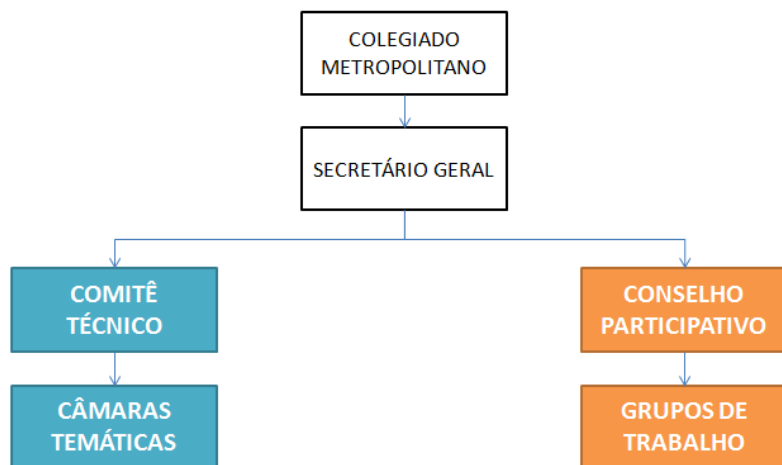 COLEGIADO
METROPOLITANO
SECRETÁRIO GERAL
COMITÊ
TÉCNICO
CONSELHO
PARTICIPATIVO
CÂMARAS
TEMÁTICAS
GRUPOS DE
TRABALHO